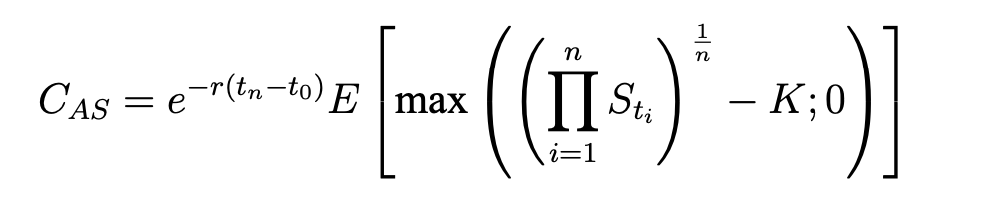 C_{AS} = e^{-r(t_n-t_0)} E\left[\max\left(\left(\prod_{i=1}^{n} S_{t_i}\right)^{\frac{1}{n}} - K; 0\right)\right]